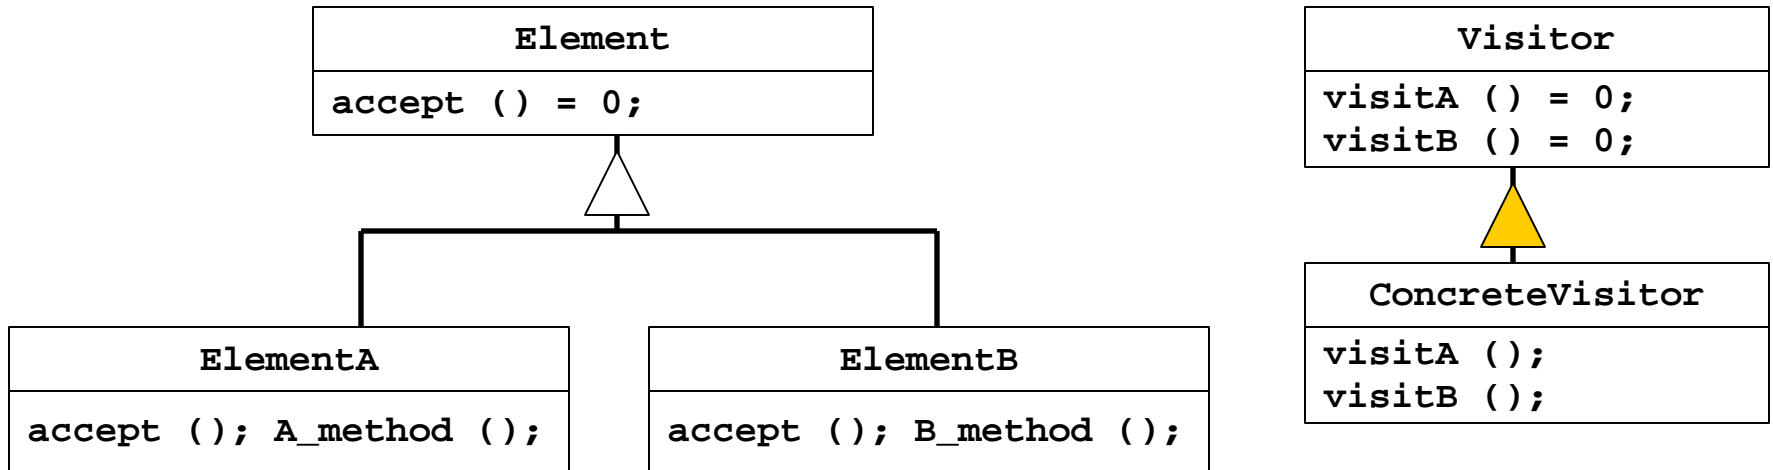 Element
accept () = 0;
Visitor
visitA () = 0;
visitB () = 0;
ElementA
accept (); A_method ();
ElementB
accept (); B_method ();
ConcreteVisitor
visitA ();
visitB ();